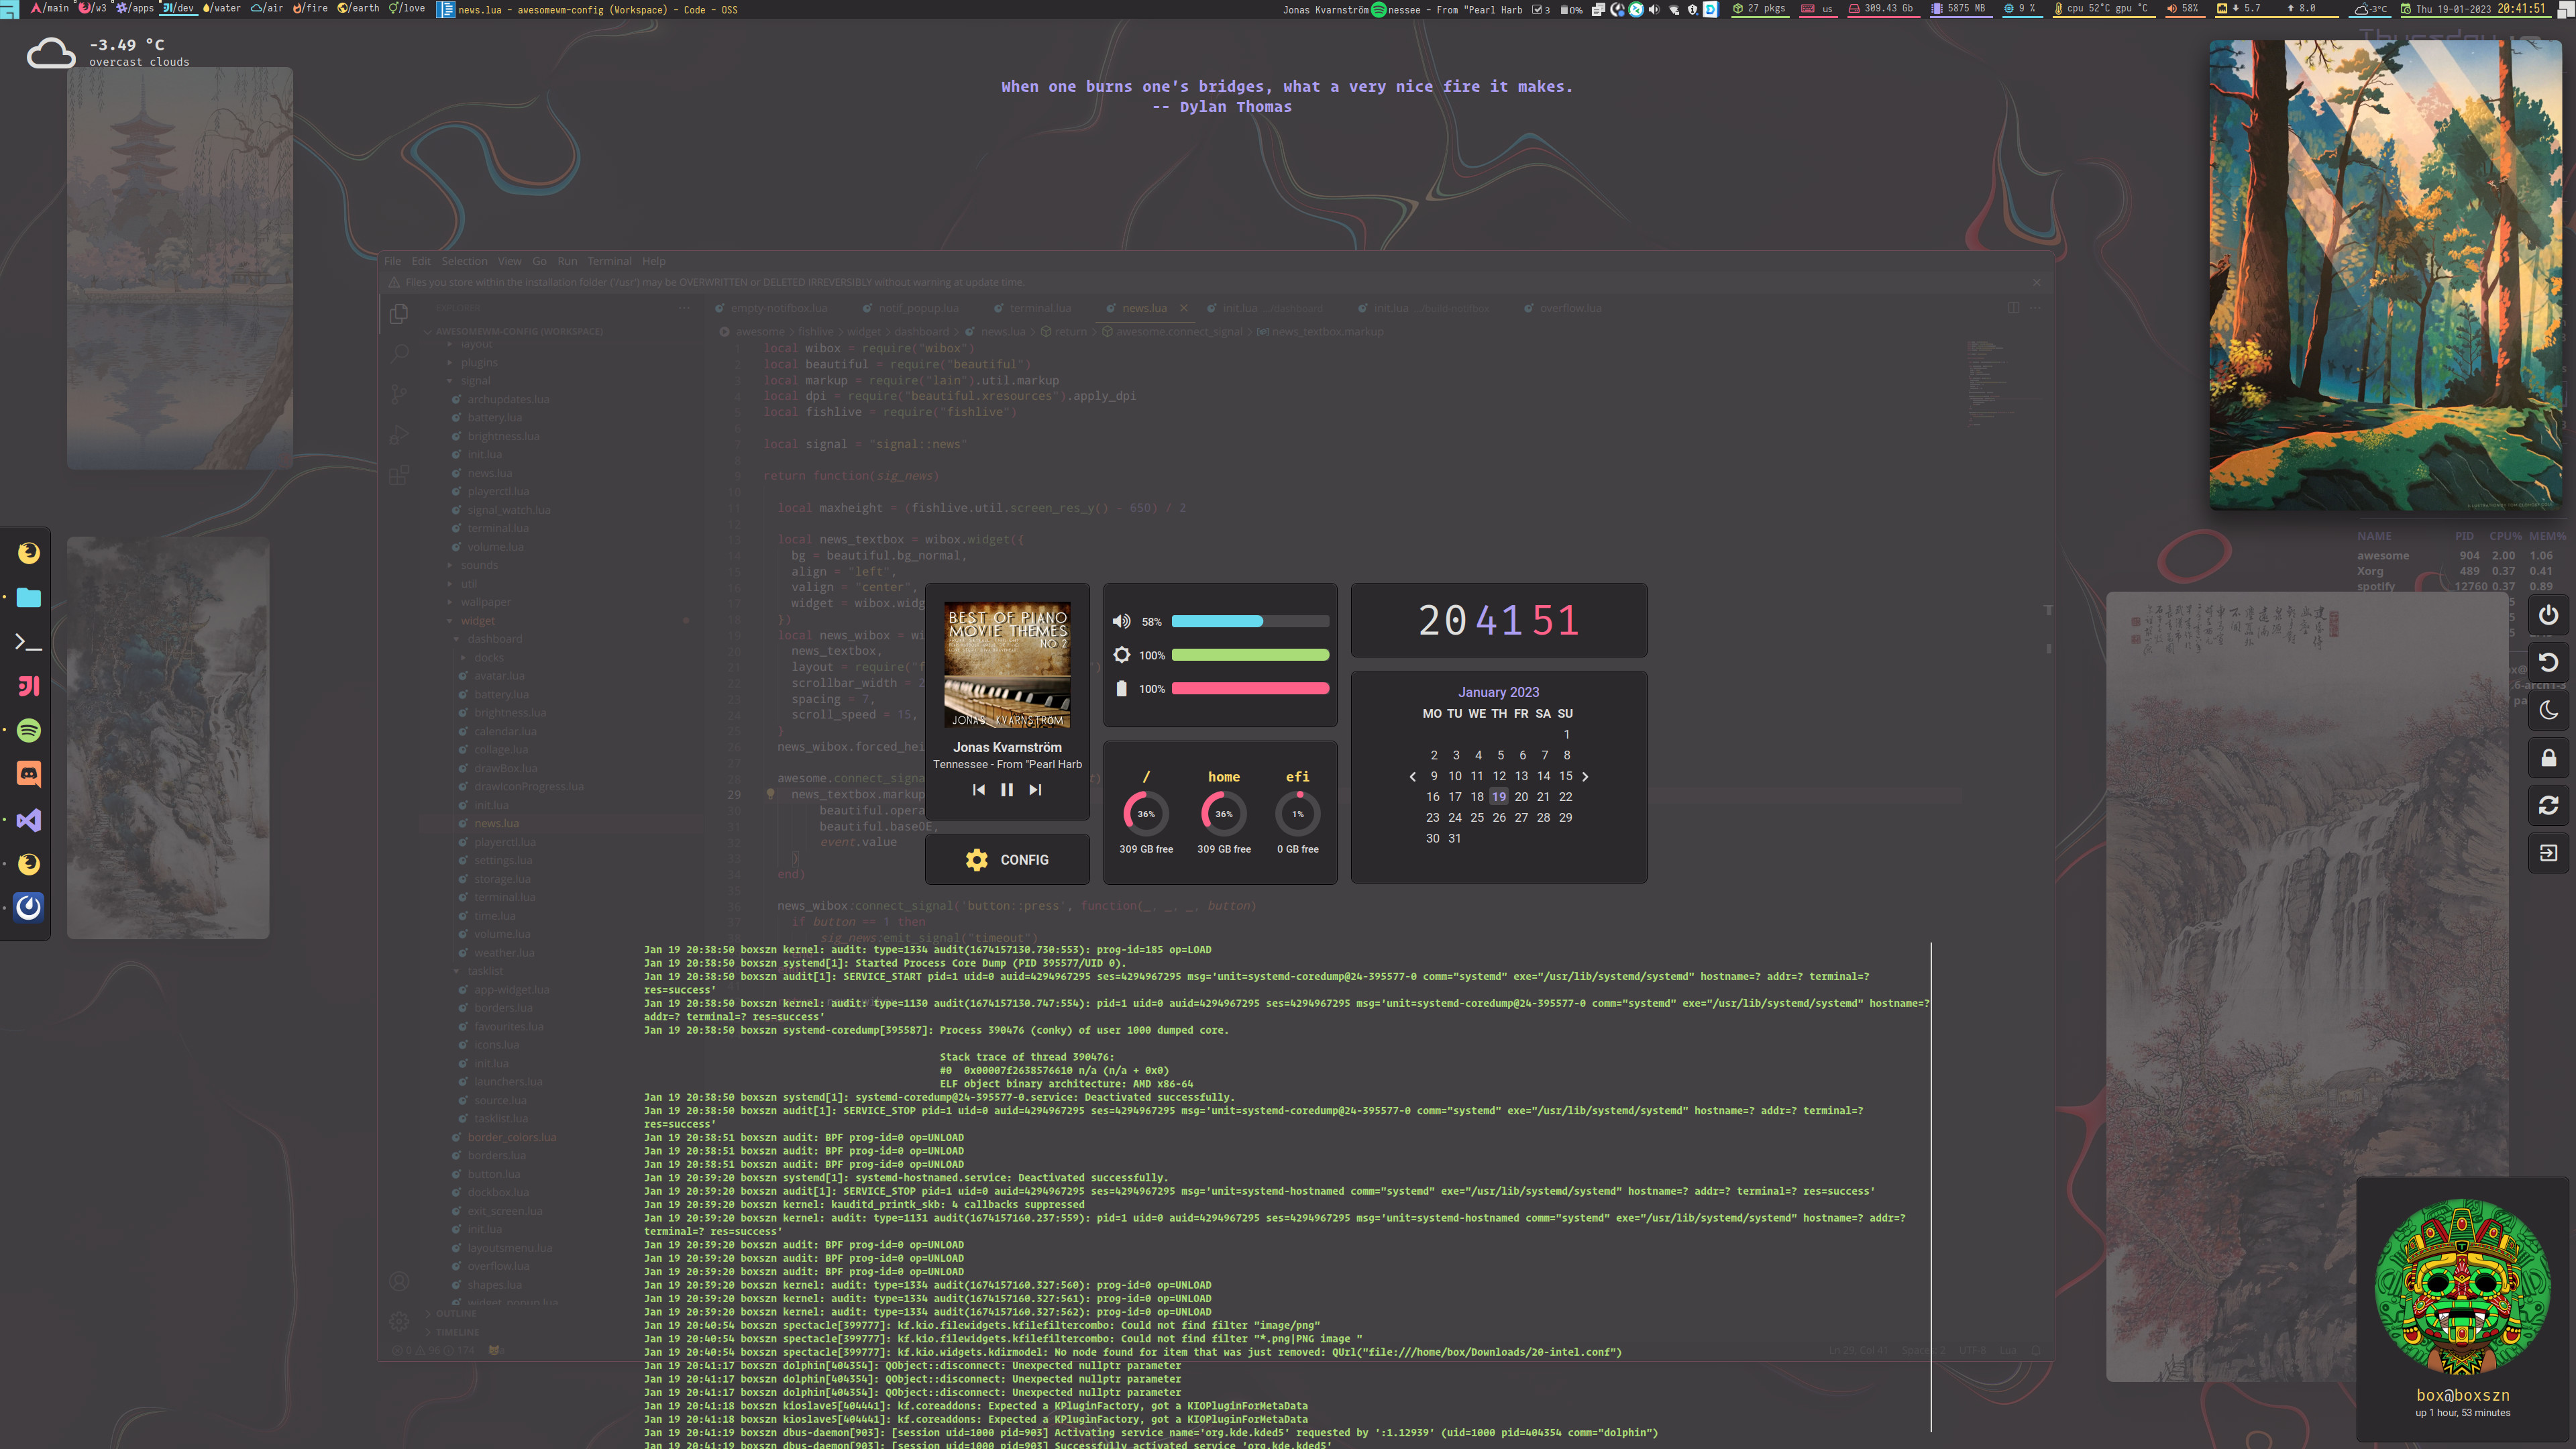 /main /w3 /apps /dev /water /air /fire /earth /love news.lua - awesomewm-config (Workspace) - Code - OSS
Jonas Kvarnström nessee - From "Pearl Harb 3 0% 27 pkgs us 309.43 Gb 5875 MB 9 % cpu 52°C gpu °C 58% 5.7 8.0 -3°C Thu 19-01-2023 20:41:51
-3.49 °C
overcast clouds
When one burns one's bridges, what a very nice fire it makes.
-- Dylan Thomas
File Edit Selection View Go Run Terminal Help
Files you store within the installation folder ('/usr') may be OVERWRITTEN or DELETED IRREVERSIBLY without warning at update time.
EXPLORER
AWESOMEWM-CONFIG (WORKSPACE)
plugins
signal
archupdates.lua
battery.lua
brightness.lua
init.lua
news.lua
playerctl.lua
signal_watch.lua
terminal.lua
volume.lua
sounds
util
wallpaper
widget
dashboard
docks
avatar.lua
battery.lua
brightness.lua
calendar.lua
collage.lua
drawBox.lua
drawIconProgress.lua
init.lua
news.lua
playerctl.lua
settings.lua
storage.lua
terminal.lua
time.lua
volume.lua
weather.lua
tasklist
app-widget.lua
borders.lua
favourites.lua
icons.lua
init.lua
launchers.lua
source.lua
tasklist.lua
border_colors.lua
borders.lua
button.lua
dockbox.lua
exit_screen.lua
init.lua
layoutsmenu.lua
overflow.lua
shapes.lua
OUTLINE
TIMELINE
empty-notifbox.lua notif_popup.lua terminal.lua news.lua init.lua .../dashboard init.lua .../build-notifbox overflow.lua
awesome > fishlive > widget > dashboard > news.lua > return > awesome.connect_signal > news_textbox.markup
1 local wibox = require("wibox")
2 local beautiful = require("beautiful")
3 local markup = require("lain").util.markup
4 local dpi = require("beautiful.xresources").apply_dpi
5 local fishlive = require("fishlive")
6
7 local signal = "signal::news"
8
9 return function(sig_news)
10
11 local maxheight = (fishlive.util.screen_res_y() - 650) / 2
12
13 local news_textbox = wibox.widget({
14 bg = beautiful.bg_normal,
15 align = "left",
16 valign = "center",
17 widget = wibox.widg
18 })
19 local news_wibox = wi
20 news_textbox,
21 layout = require("f
22 scrollbar_width = 2
23 spacing = 7,
24 scroll_speed = 15,
25 }
26 news_wibox.forced_hei
28 awesome.connect_signa
29 news_textbox.markup
30 beautiful.opera
31 beautiful.base0E,
32 event.value
33 )
34 end)
35
36 news_wibox:connect_signal('button::press', function(_, _, _, button)
37 if button == 1 then
sig_news:emit_signal("timeout")
BEST OF PIANO
MOVIE THEMES
NO 2
JONAS KVARNSTRÖM
Jonas Kvarnström
Tennessee - From "Pearl Harb
CONFIG
58%
100%
100%
/ home efi
36% 36% 1%
309 GB free 309 GB free 0 GB free
20 41 51
January 2023
MO TU WE TH FR SA SU
1
2 3 4 5 6 7 8
9 10 11 12 13 14 15
16 17 18 19 20 21 22
23 24 25 26 27 28 29
30 31
NAME PID CPU% MEM%
awesome 904 2.00 1.06
Xorg 489 0.37 0.41
spotify 12760 0.37 0.89
Jan 19 20:38:50 boxszn kernel: audit: type=1334 audit(1674157130.730:553): prog-id=185 op=LOAD
Jan 19 20:38:50 boxszn systemd[1]: Started Process Core Dump (PID 395577/UID 0).
Jan 19 20:38:50 boxszn audit[1]: SERVICE_START pid=1 uid=0 auid=4294967295 ses=4294967295 msg='unit=systemd-coredump@24-395577-0 comm="systemd" exe="/usr/lib/systemd/systemd" hostname=? addr=? terminal=?
res=success'
Jan 19 20:38:50 boxszn kernel: audit: type=1130 audit(1674157130.747:554): pid=1 uid=0 auid=4294967295 ses=4294967295 msg='unit=systemd-coredump@24-395577-0 comm="systemd" exe="/usr/lib/systemd/systemd" hostname=?
addr=? terminal=? res=success'
Jan 19 20:38:50 boxszn systemd-coredump[395587]: Process 390476 (conky) of user 1000 dumped core.
Stack trace of thread 390476:
#0 0x00007f2638576610 n/a (n/a + 0x0)
ELF object binary architecture: AMD x86-64
Jan 19 20:38:50 boxszn systemd[1]: systemd-coredump@24-395577-0.service: Deactivated successfully.
Jan 19 20:38:50 boxszn audit[1]: SERVICE_STOP pid=1 uid=0 auid=4294967295 ses=4294967295 msg='unit=systemd-coredump@24-395577-0 comm="systemd" exe="/usr/lib/systemd/systemd" hostname=? addr=? terminal=?
res=success'
Jan 19 20:38:51 boxszn audit: BPF prog-id=0 op=UNLOAD
Jan 19 20:38:51 boxszn audit: BPF prog-id=0 op=UNLOAD
Jan 19 20:38:51 boxszn audit: BPF prog-id=0 op=UNLOAD
Jan 19 20:39:20 boxszn systemd[1]: systemd-hostnamed.service: Deactivated successfully.
Jan 19 20:39:20 boxszn audit[1]: SERVICE_STOP pid=1 uid=0 auid=4294967295 ses=4294967295 msg='unit=systemd-hostnamed comm="systemd" exe="/usr/lib/systemd/systemd" hostname=? addr=? terminal=? res=success'
Jan 19 20:39:20 boxszn kernel: kauditd_printk_skb: 4 callbacks suppressed
Jan 19 20:39:20 boxszn kernel: audit: type=1131 audit(1674157160.237:559): pid=1 uid=0 auid=4294967295 ses=4294967295 msg='unit=systemd-hostnamed comm="systemd" exe="/usr/lib/systemd/systemd" hostname=? addr=?
terminal=? res=success'
Jan 19 20:39:20 boxszn audit: BPF prog-id=0 op=UNLOAD
Jan 19 20:39:20 boxszn audit: BPF prog-id=0 op=UNLOAD
Jan 19 20:39:20 boxszn audit: BPF prog-id=0 op=UNLOAD
Jan 19 20:39:20 boxszn kernel: audit: type=1334 audit(1674157160.327:560): prog-id=0 op=UNLOAD
Jan 19 20:39:20 boxszn kernel: audit: type=1334 audit(1674157160.327:561): prog-id=0 op=UNLOAD
Jan 19 20:39:20 boxszn kernel: audit: type=1334 audit(1674157160.327:562): prog-id=0 op=UNLOAD
Jan 19 20:40:54 boxszn spectacle[399777]: kf.kio.filewidgets.kfilefiltercombo: Could not find filter "image/png"
Jan 19 20:40:54 boxszn spectacle[399777]: kf.kio.filewidgets.kfilefiltercombo: Could not find filter "*.png|PNG image "
Jan 19 20:40:54 boxszn spectacle[399777]: kf.kio.widgets.kdirmodel: No node found for item that was just removed: QUrl("file:///home/box/Downloads/20-intel.conf")
Jan 19 20:41:17 boxszn dolphin[404354]: QObject::disconnect: Unexpected nullptr parameter
Jan 19 20:41:17 boxszn dolphin[404354]: QObject::disconnect: Unexpected nullptr parameter
Jan 19 20:41:17 boxszn dolphin[404354]: QObject::disconnect: Unexpected nullptr parameter
Jan 19 20:41:18 boxszn kioslave5[404441]: kf.coreaddons: Expected a KPluginFactory, got a KIOPluginForMetaData
Jan 19 20:41:18 boxszn kioslave5[404441]: kf.coreaddons: Expected a KPluginFactory, got a KIOPluginForMetaData
Jan 19 20:41:19 boxszn dbus-daemon[903]: [session uid=1000 pid=903] Activating service name='org.kde.kded5' requested by ':1.12939' (uid=1000 pid=404354 comm="dolphin")
Jan 19 20:41:19 boxszn dbus-daemon[903]: [session uid=1000 pid=903] Successfully activated service 'org.kde.kded5'
Ln 29, Col 41 Spaces: 2 UTF-8 Lua
box@boxszn
up 1 hour, 53 minutes